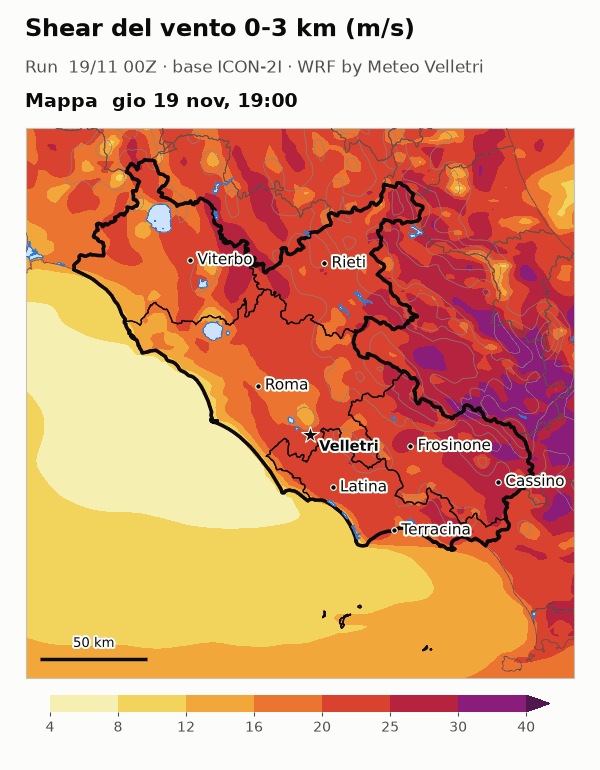 Shear del vento 0-3 km (m/s)
Run  19/11 00Z · base ICON-2I · WRF by Meteo Velletri
Mappa  gio 19 nov, 19:00
Viterbo
Rieti
Roma
Velletri
Frosinone
Cassino
Latina
Terracina
50 km
4 8 12 16 20 25 30 40